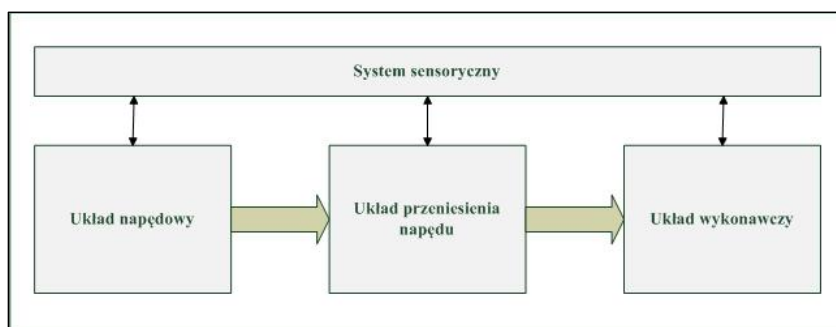 System sensoryczny
Układ napędowy
Układ przeniesienia
napędu
Układ wykonawczy